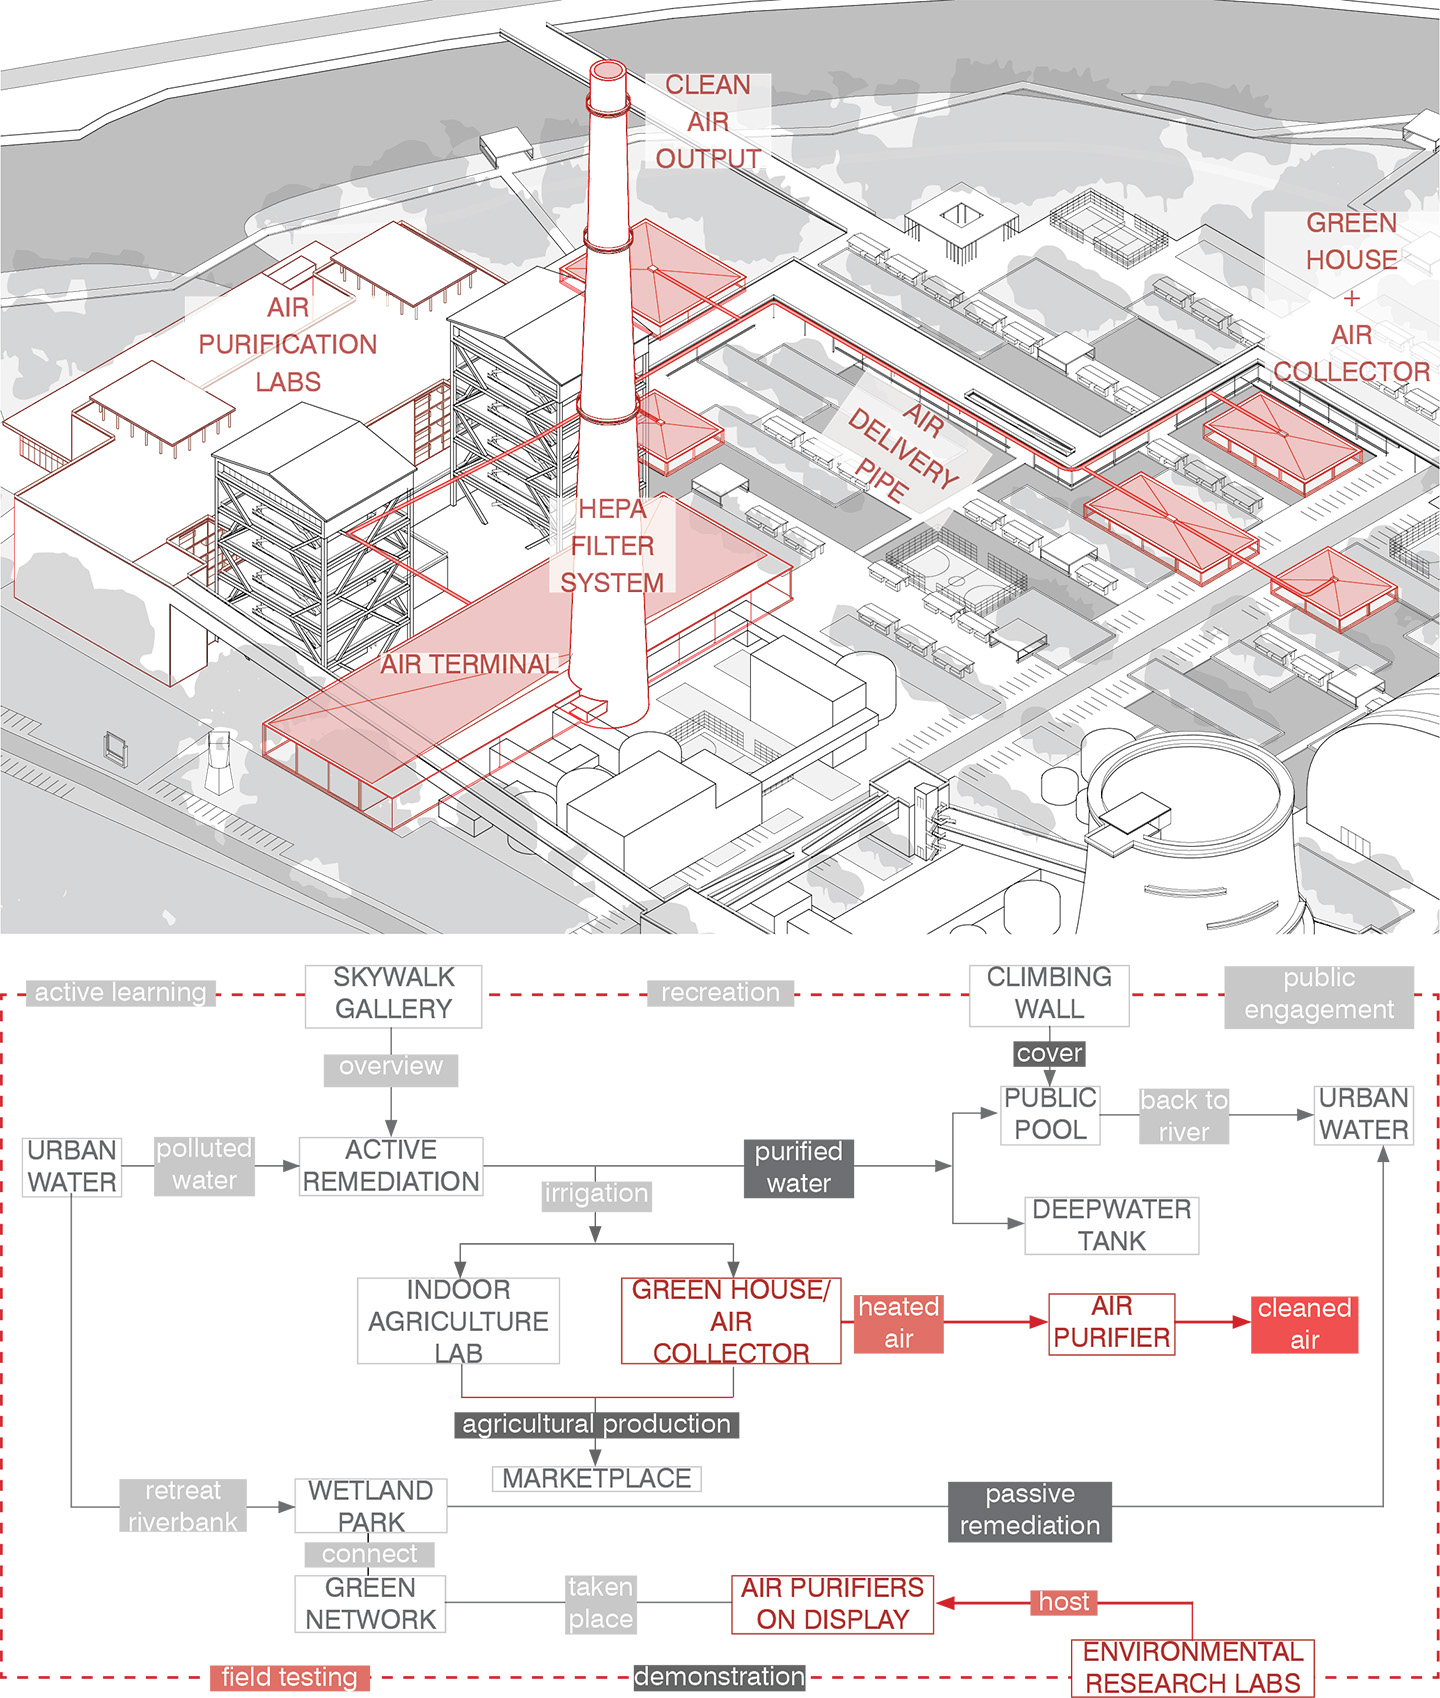 CLEAN
AIR
OUTPUT
GREEN
HOUSE
+
AIR
COLLECTOR
AIR
PURIFICATION
LABS
AIR
DELIVERY
PIPE
HEPA
FILTER
SYSTEM
AIR TERMINAL
active learning
SKYWALK
GALLERY
recreation
CLIMBING
WALL
public
engagement
overview
cover
PUBLIC
POOL
back to
river
URBAN
WATER
URBAN
WATER
polluted
water
ACTIVE
REMEDIATION
purified
water
irrigation
DEEPWATER
TANK
INDOOR
AGRICULTURE
LAB
GREEN HOUSE/
AIR
COLLECTOR
heated
air
AIR
PURIFIER
cleaned
air
agricultural production
MARKETPLACE
retreat
riverbank
WETLAND
PARK
passive
remediation
connect
GREEN
NETWORK
taken
place
AIR PURIFIERS
ON DISPLAY
host
ENVIRONMENTAL
RESEARCH LABS
field testing
demonstration